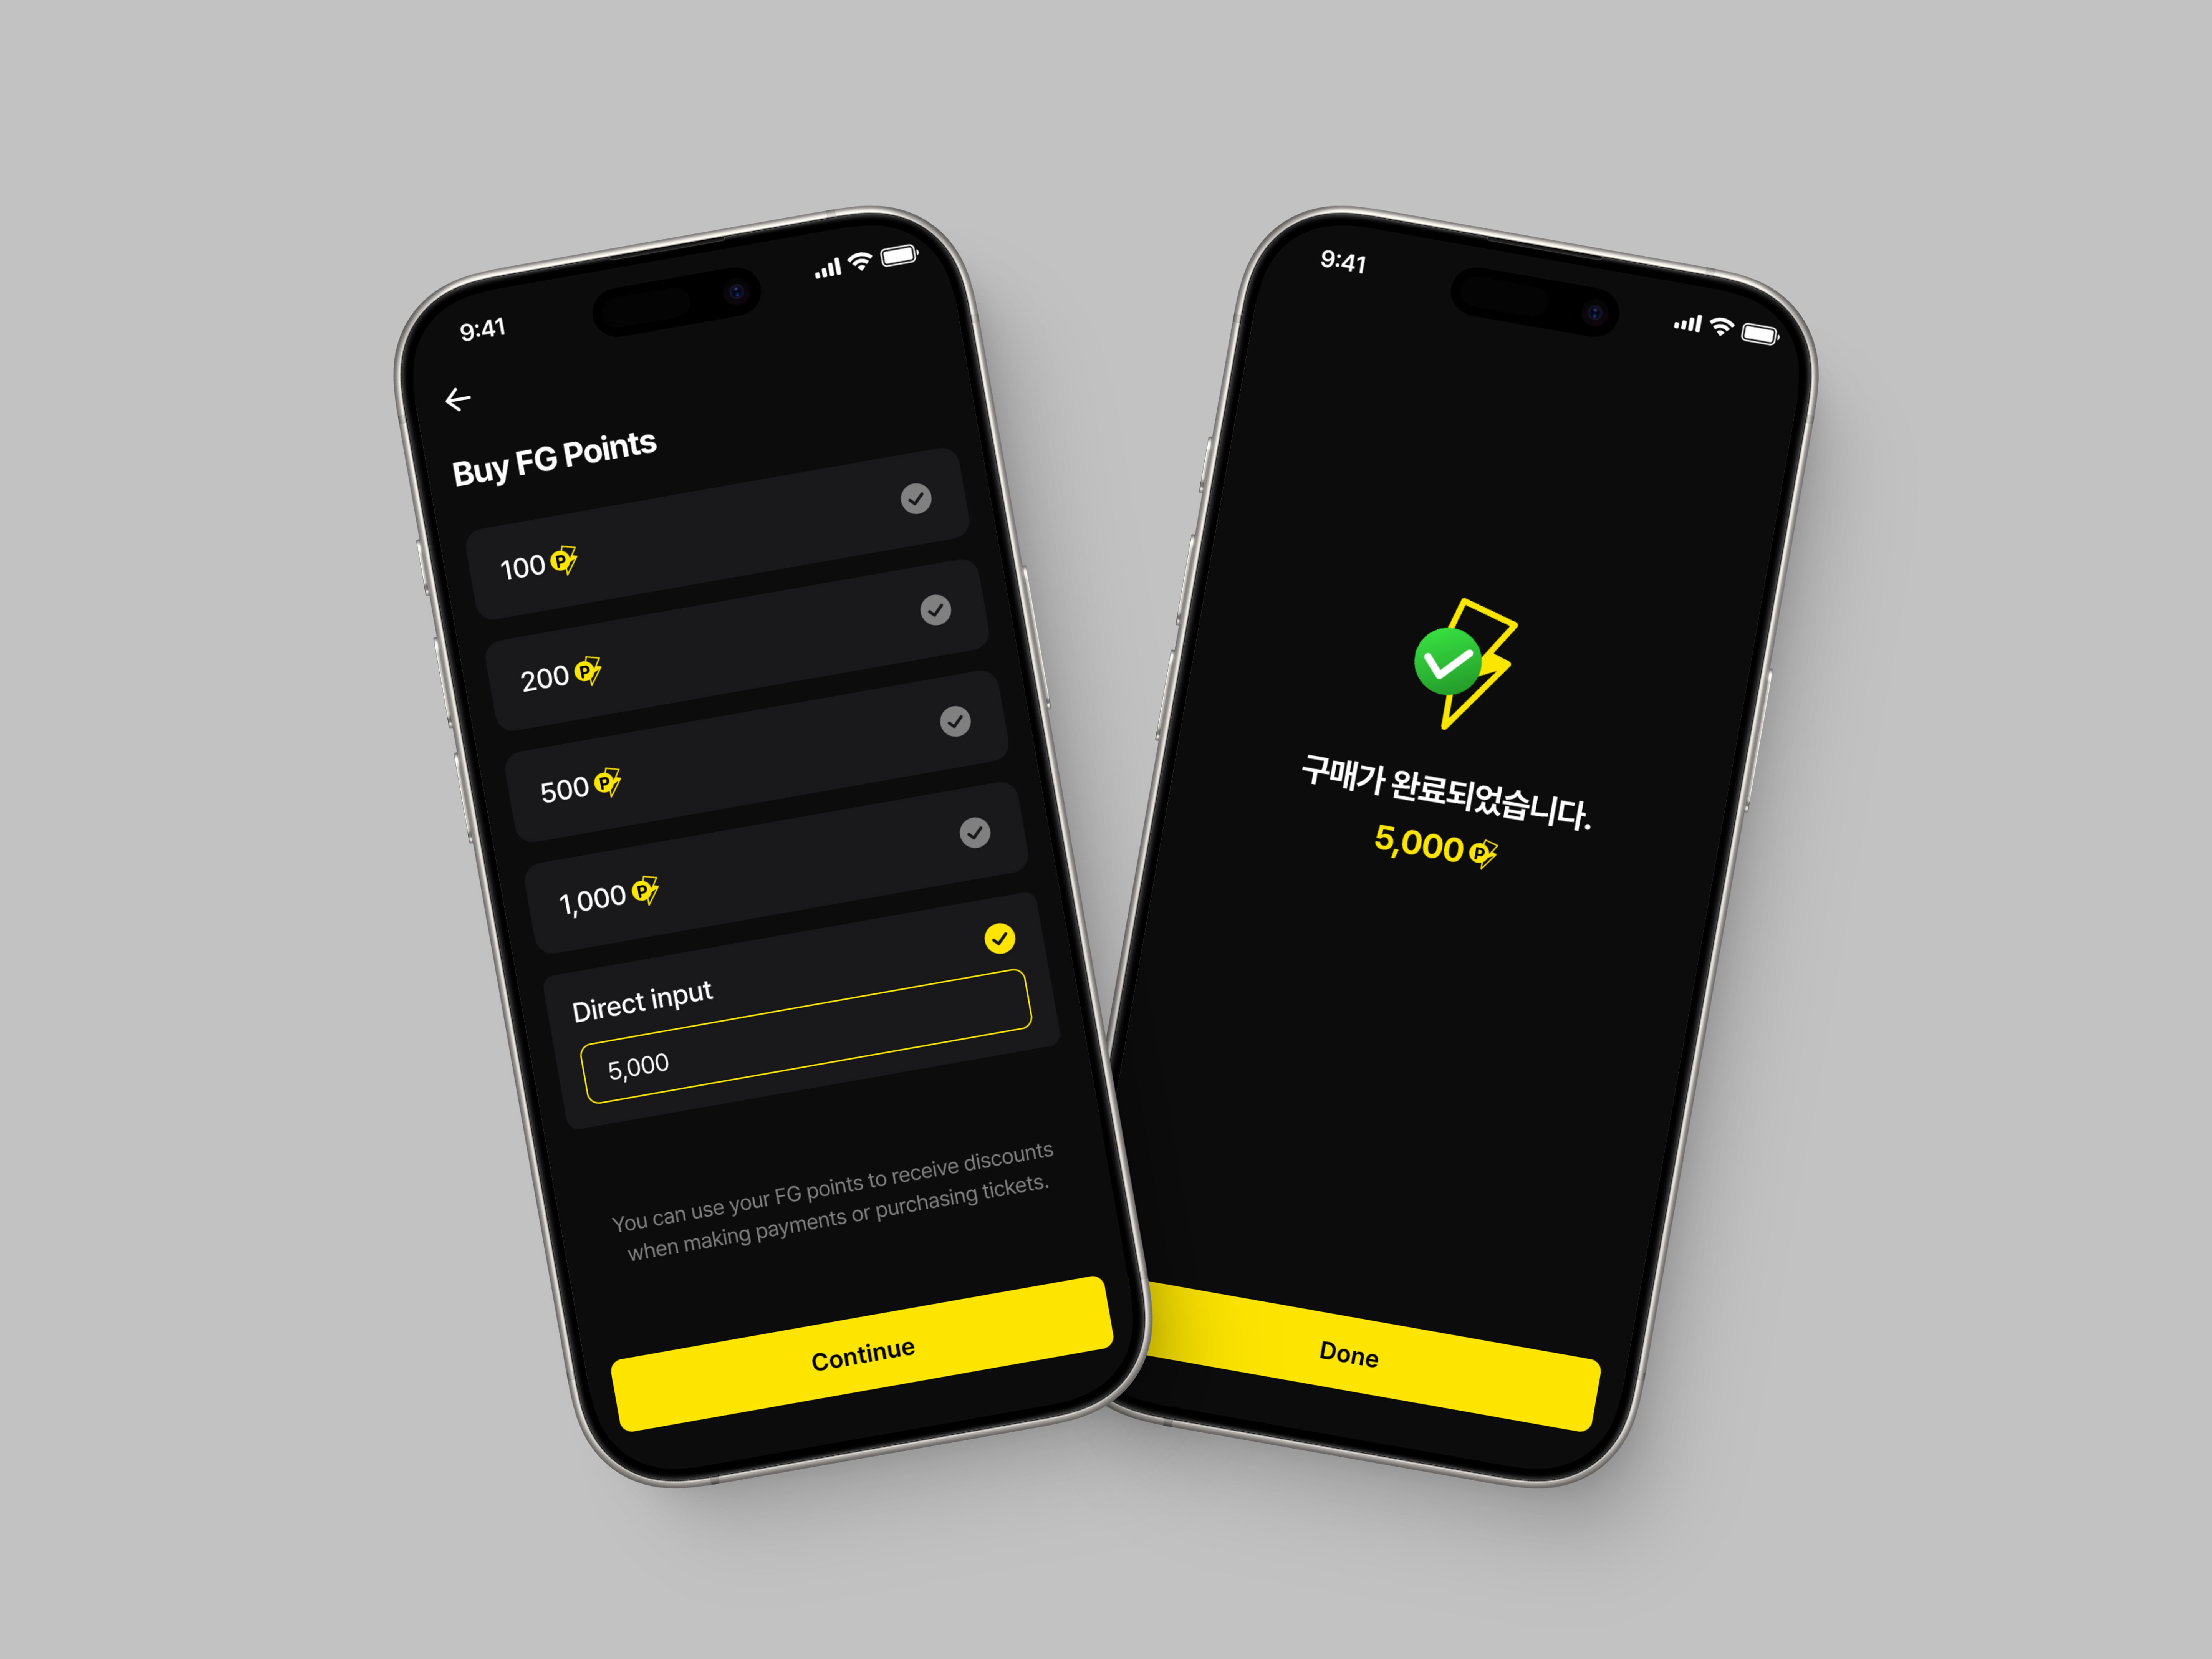 9:41
Buy FG Points
100 P
200 P
500 P
1,000 P
Direct input
5,000
You can use your FG points to receive discounts
when making payments or purchasing tickets.
Continue
9:41
구매가 완료되었습니다.
5,000 P
Done